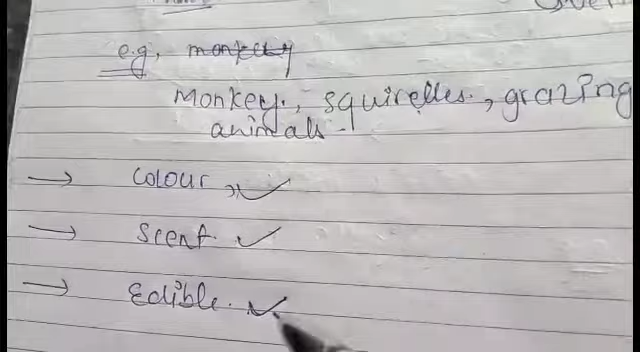 e.g, monkey
Monkey, squirelles, grazing
animals.
→ colour, ✓
→ scent ✓
→ Edible. ✓